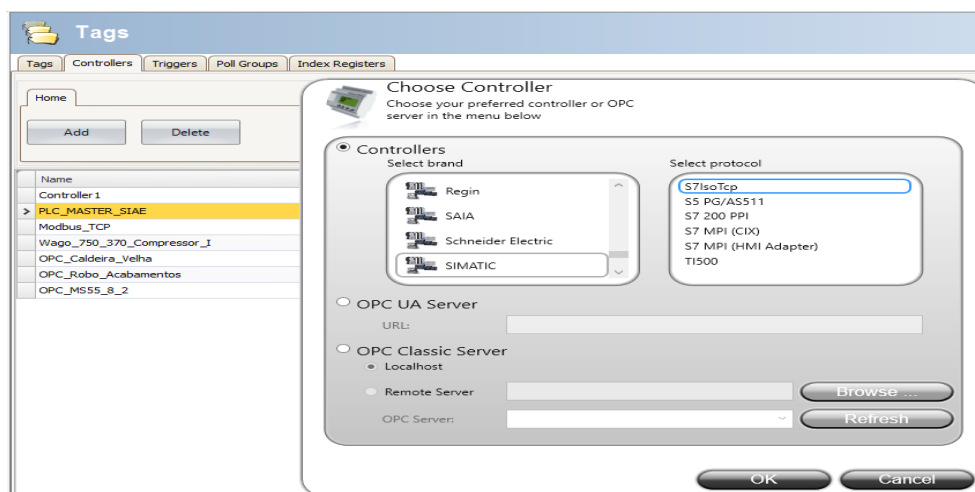 Tags
Tags Controllers Triggers Poll Groups Index Registers
Home
Add Delete
Name
Controller1
PLC_MASTER_SIAE
Modbus_TCP
Wago_750_370_Compressor_I
OPC_Caldeira_Velha
OPC_Robo_Acabamentos
OPC_MS55_8_2
Choose Controller
Choose your preferred controller or OPC
server in the menu below
Controllers
Select brand
Regin
SAIA
Schneider Electric
SIMATIC
Select protocol
S7IsoTcp
S5 PG/AS511
S7 200 PPI
S7 MPI (CIX)
S7 MPI (HMI Adapter)
TI500
OPC UA Server
URL:
OPC Classic Server
Localhost
Remote Server
Browse ...
OPC Server:
Refresh
OK Cancel